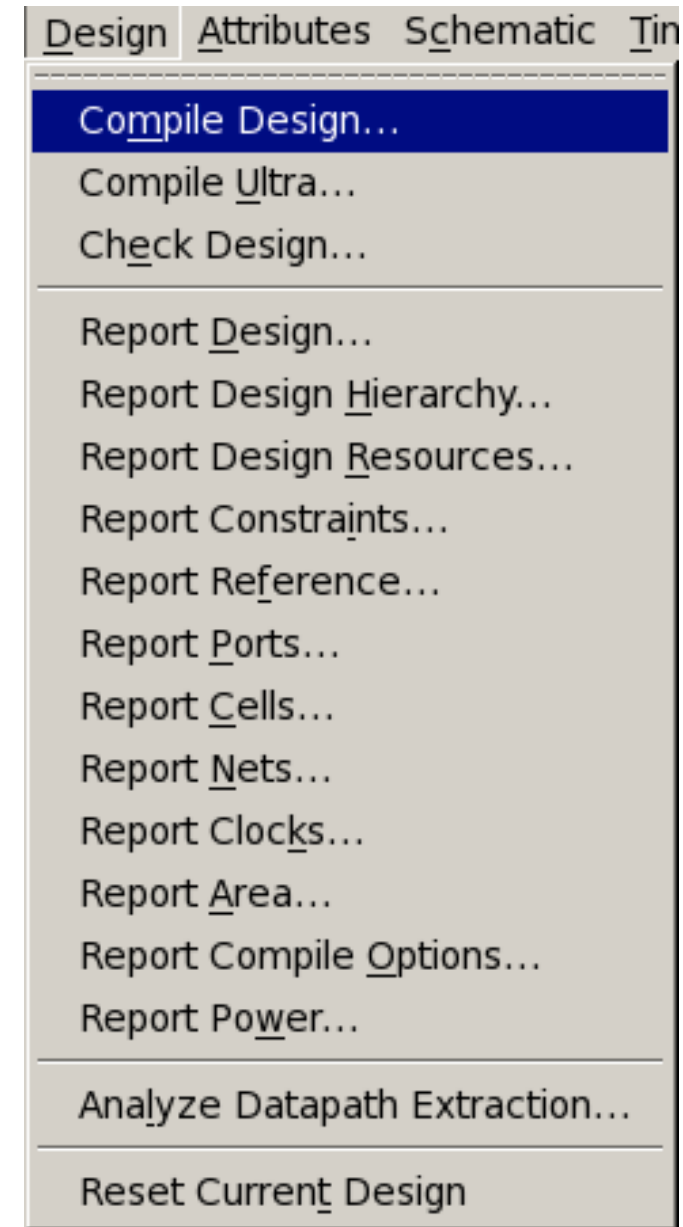 Design Attributes Schematic Tin
Compile Design...
Compile Ultra...
Check Design...
Report Design...
Report Design Hierarchy...
Report Design Resources...
Report Constraints...
Report Reference...
Report Ports...
Report Cells...
Report Nets...
Report Clocks...
Report Area...
Report Compile Options...
Report Power...
Analyze Datapath Extraction...
Reset Current Design